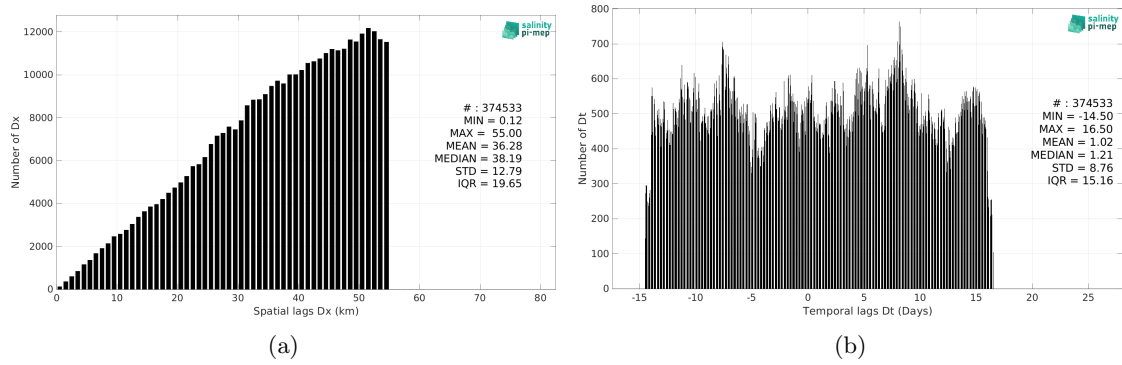 12000
10000
8000
6000
4000
2000
0
Number of Dx
0 10 20 30 40 50 60 70 80
Spatial lags Dx (km)
salinity
pi-mep
# : 374533
MIN = 0.12
MAX = 55.00
MEAN = 36.28
MEDIAN = 38.19
STD = 12.79
IQR = 19.65
(a)
800
700
600
500
400
300
200
100
0
Number of Dt
-15 -10 -5 0 5 10 15 20 25
Temporal lags Dt (Days)
salinity
pi-mep
# : 374533
MIN = -14.50
MAX = 16.50
MEAN = 1.02
MEDIAN = 1.21
STD = 8.76
IQR = 15.16
(b)